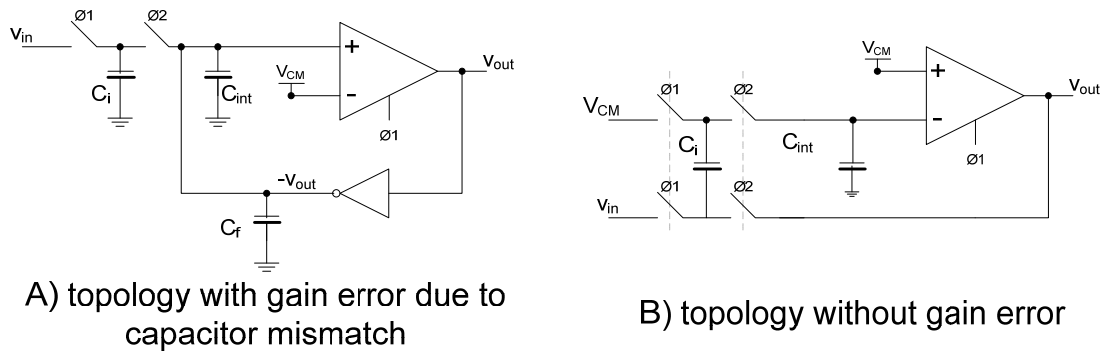 Ø1 Ø2
vin
Ci
Cint
VCM
+
-
vout
Ø1
-vout
Cf
A) topology with gain error due to
capacitor mismatch
VCM
Ø1 Ø2
VCM
+
-
vout
Ci
Cint
Ø1
vin
Ø1 Ø2
B) topology without gain error